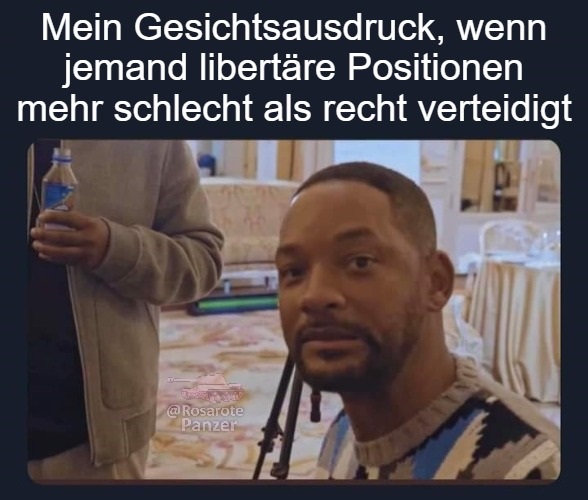 Mein Gesichtsausdruck, wenn
jemand libertäre Positionen
mehr schlecht als recht verteidigt
@Rosarote
Panzer